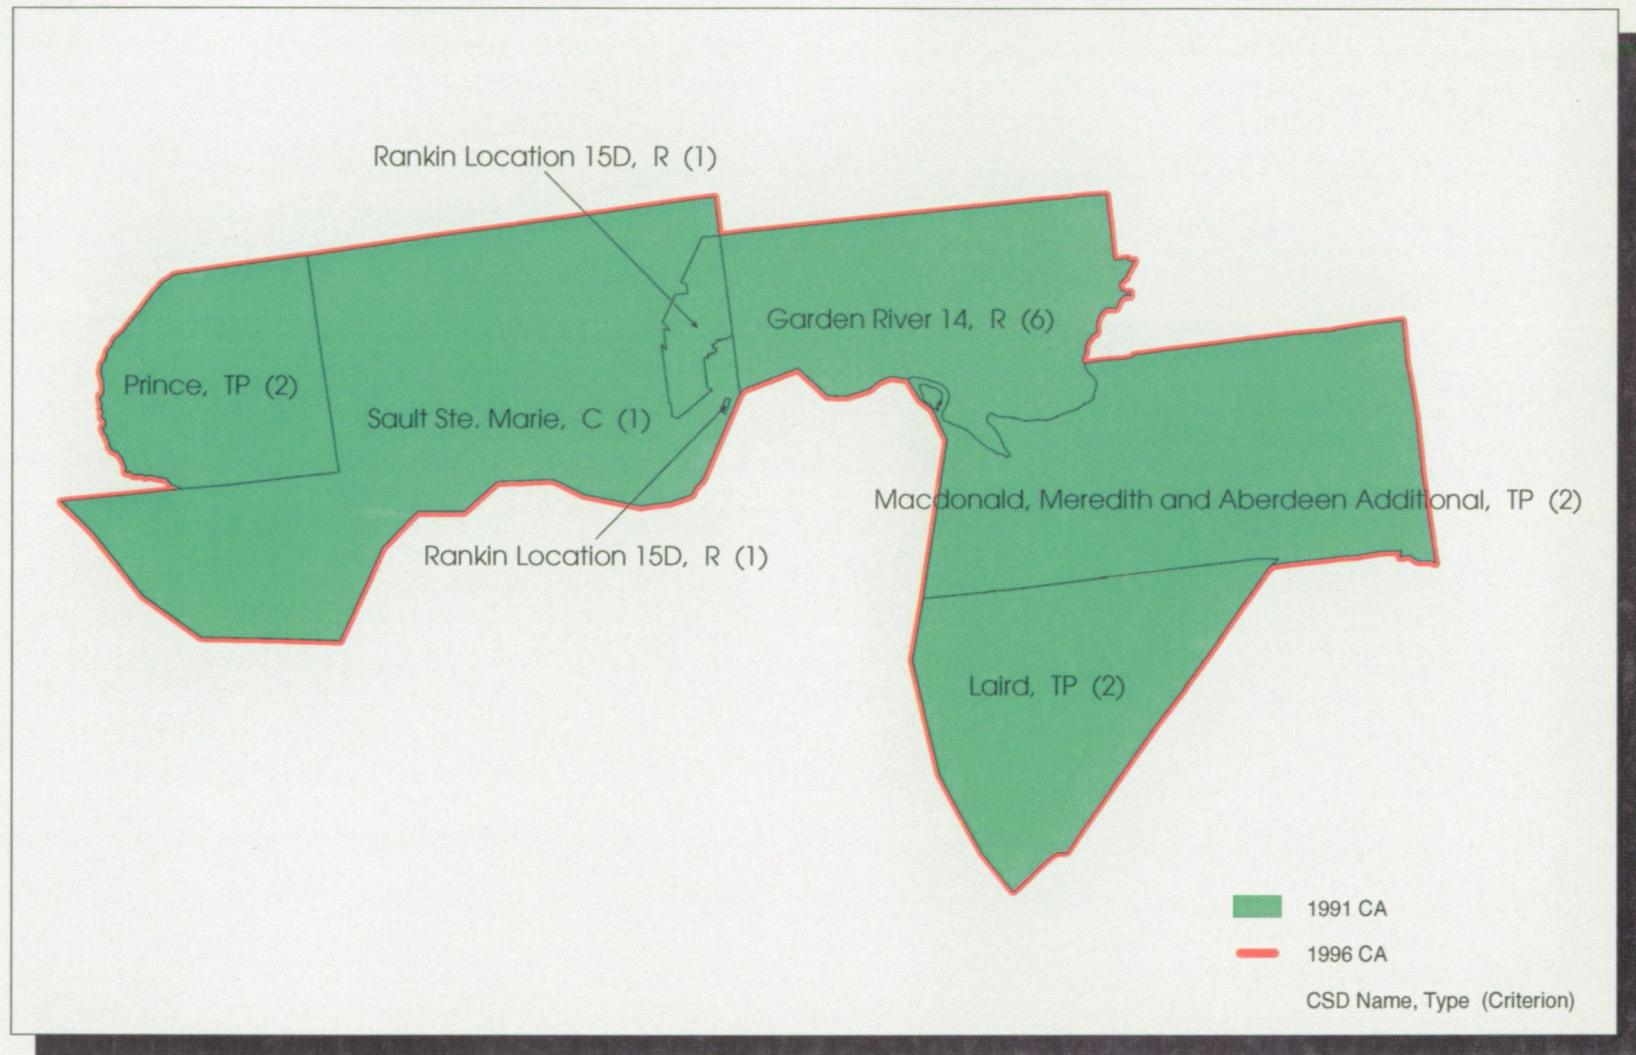 Rankin Location 15D, R (1)
Garden River 14, R (6)
Prince, TP (2)
Sault Ste. Marie, C (1)
Macdonald, Meredith and Aberdeen Additional, TP (2)
Rankin Location 15D, R (1)
Laird, TP (2)
1991 CA
1996 CA
CSD Name, Type (Criterion)